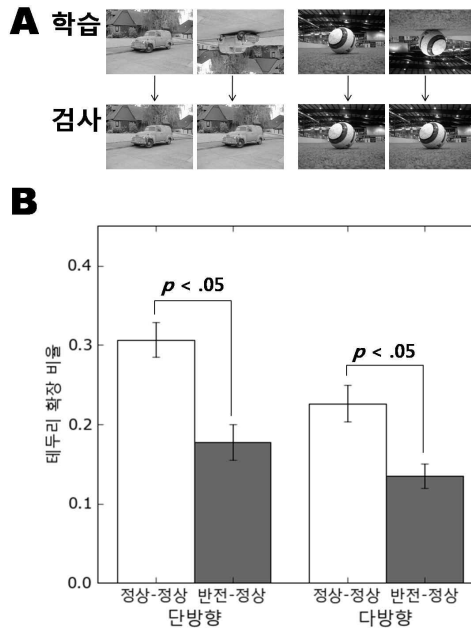 A 학습
검사
B
테두리 확장 비율
0.4
0.3
0.2
0.1
0.0
p < .05
p < .05
정상-정상 반전-정상 정상-정상 반전-정상
단방향 다방향